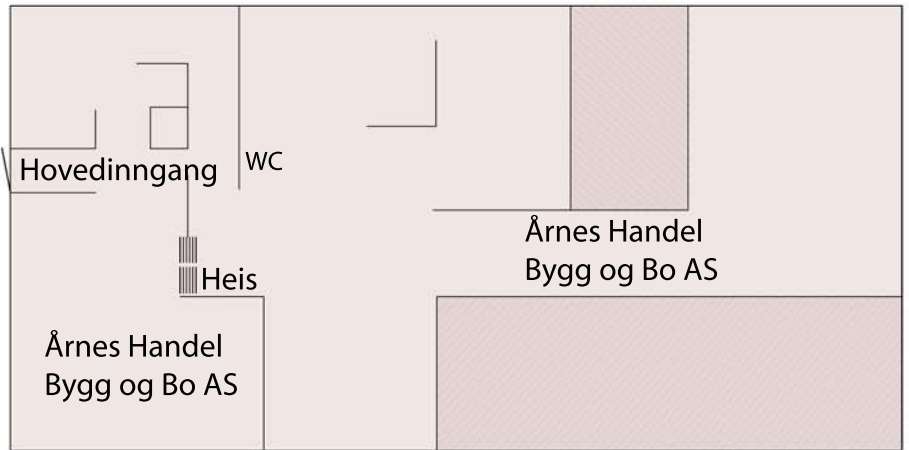 Hovedinngang
WC
Årnes Handel
Bygg og Bo AS
Heis
Årnes Handel
Bygg og Bo AS